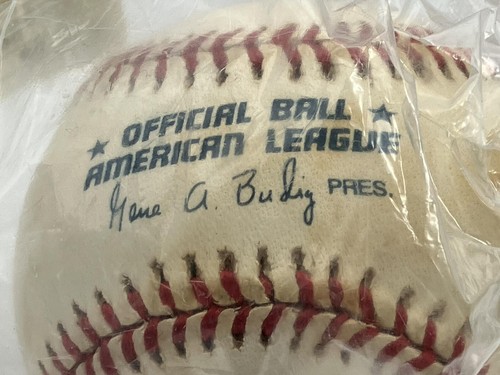 ★ OFFICIAL BALL ★
AMERICAN LEAGUE
Gene A. Budig PRES.